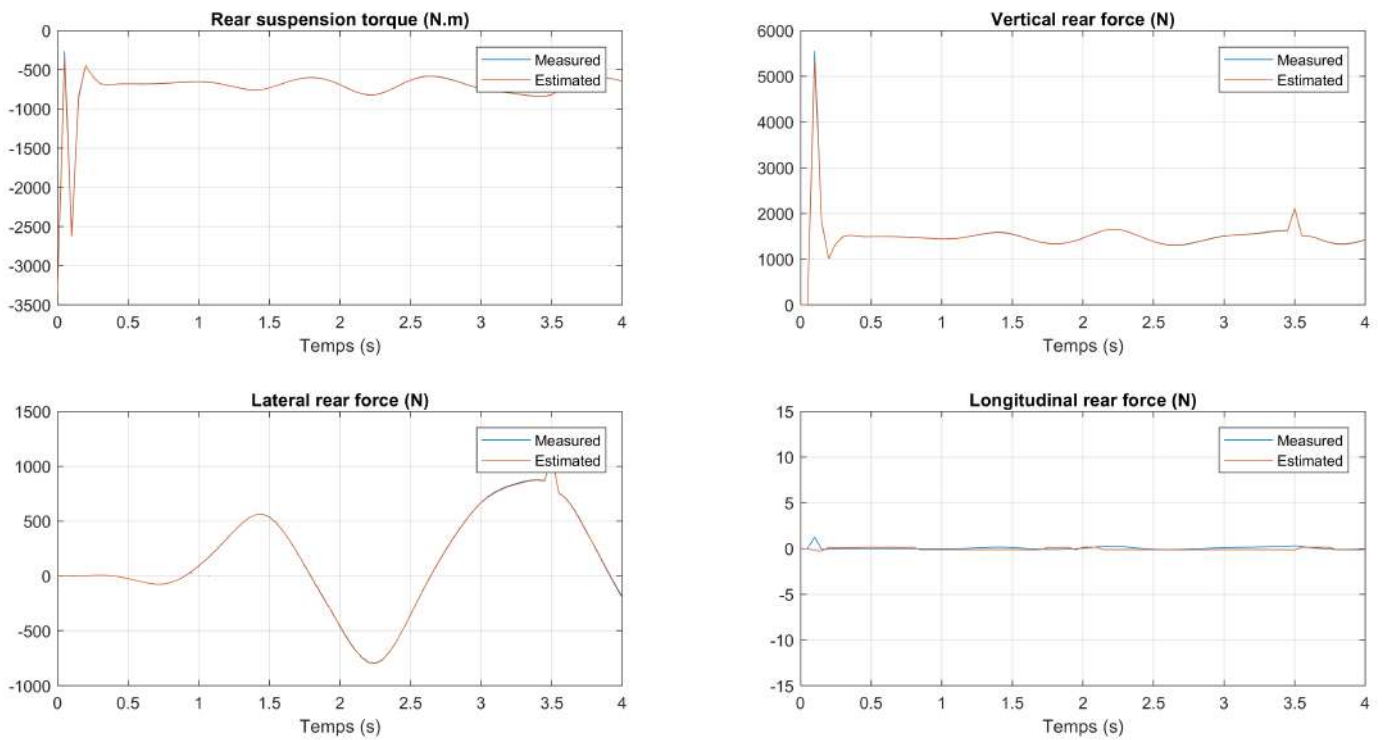 Rear suspension torque (N.m)
0
-500
-1000
-1500
-2000
-2500
-3000
-3500
0 0.5 1 1.5 2 2.5 3 3.5 4
Temps (s)
Measured
Estimated
Vertical rear force (N)
6000
5000
4000
3000
2000
1000
0
0 0.5 1 1.5 2 2.5 3 3.5 4
Temps (s)
Measured
Estimated
Lateral rear force (N)
1500
1000
500
0
-500
-1000
0 0.5 1 1.5 2 2.5 3 3.5 4
Temps (s)
Measured
Estimated
Longitudinal rear force (N)
15
10
5
0
-5
-10
-15
0 0.5 1 1.5 2 2.5 3 3.5 4
Temps (s)
Measured
Estimated